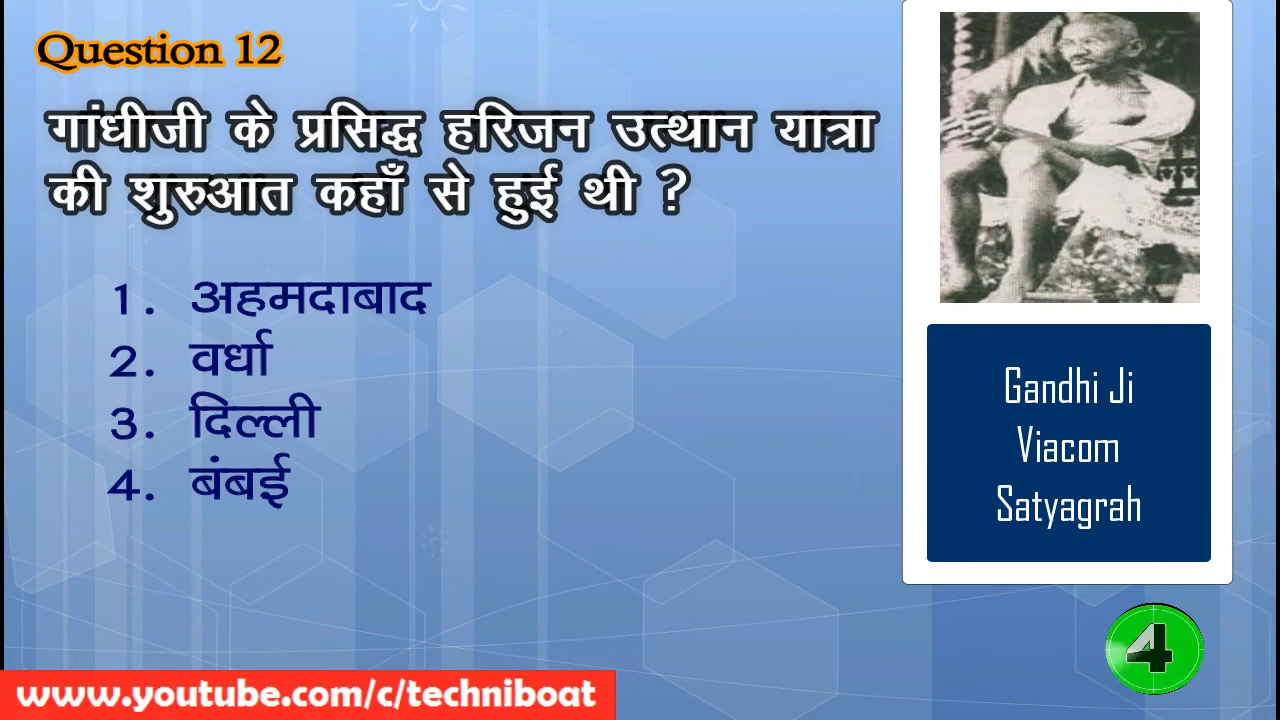 Question 12
गांधीजी के प्रसिद्ध हरिजन उत्थान यात्रा
की शुरुआत कहाँ से हुई थी ?
1. अहमदाबाद
2. वर्धा
3. दिल्ली
4. बंबई
Gandhi Ji
Viacom
Satyagrah
4
www.youtube.com/c/techniboat